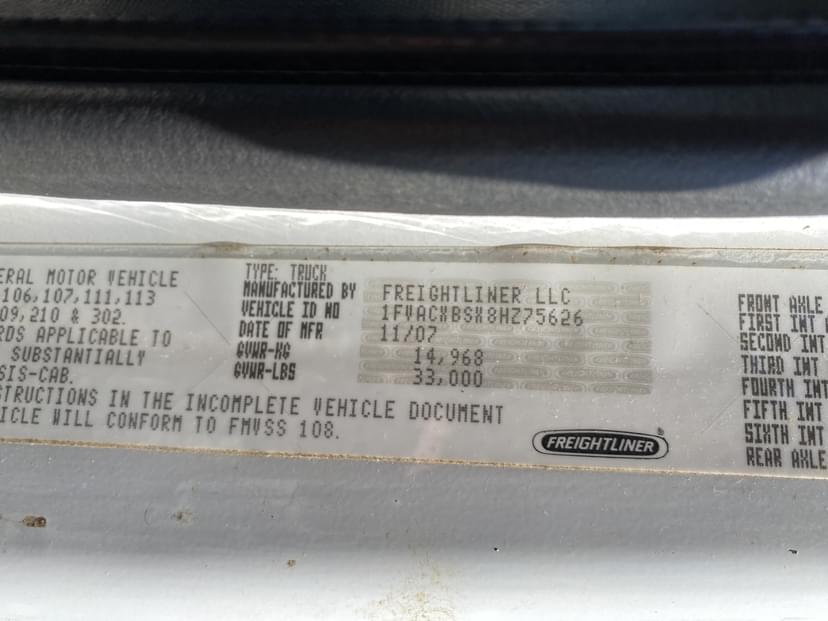 ERAL MOTOR VEHICLE
106,107,111,113
09,210 & 302.
RDS APPLICABLE TO
SUBSTANTIALLY
SIS-CAB.
STRUCTIONS IN THE INCOMPLETE VEHICLE DOCUMENT
ICLE WILL CONFORM TO FMVSS 108.
TYPE: TRUCK
MANUFACTURED BY FREIGHTLINER LLC
VEHICLE ID NO 1FVACXBSX8HZ75626
DATE OF MFR 11/07
GVWR-KG 14,968
GVWR-LBS 33,000
FREIGHTLINER®
FRONT AXLE
FIRST INT
SECOND INT
THIRD INT
FOURTH INT
FIFTH INT
SIXTH INT
REAR AXLE